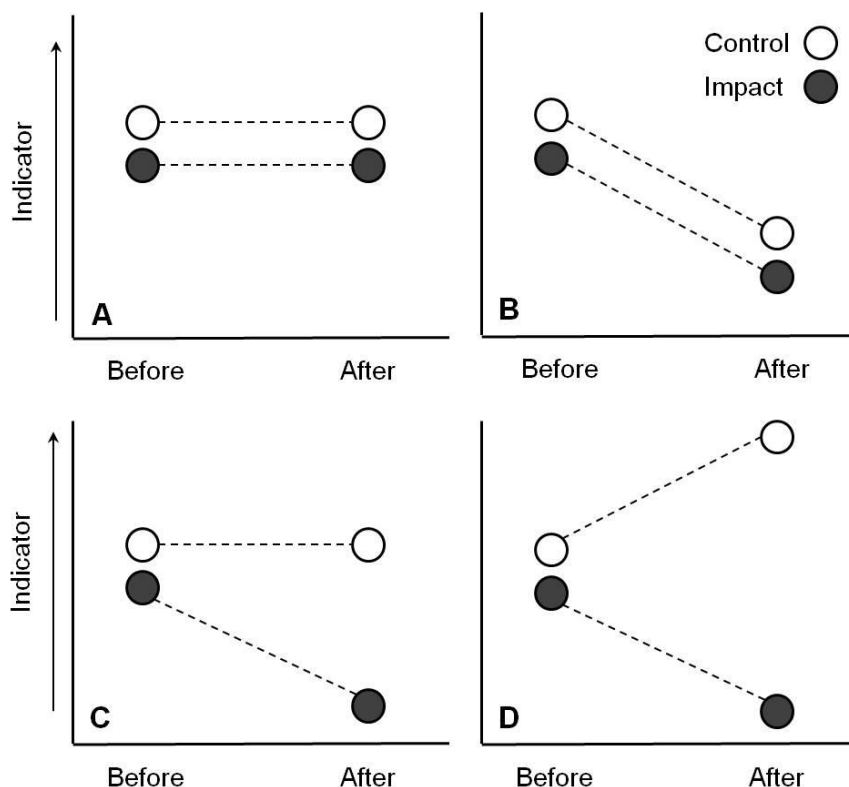 Control
Impact
Indicator
A
B
Before After
Before After
Indicator
C
D
Before After
Before After